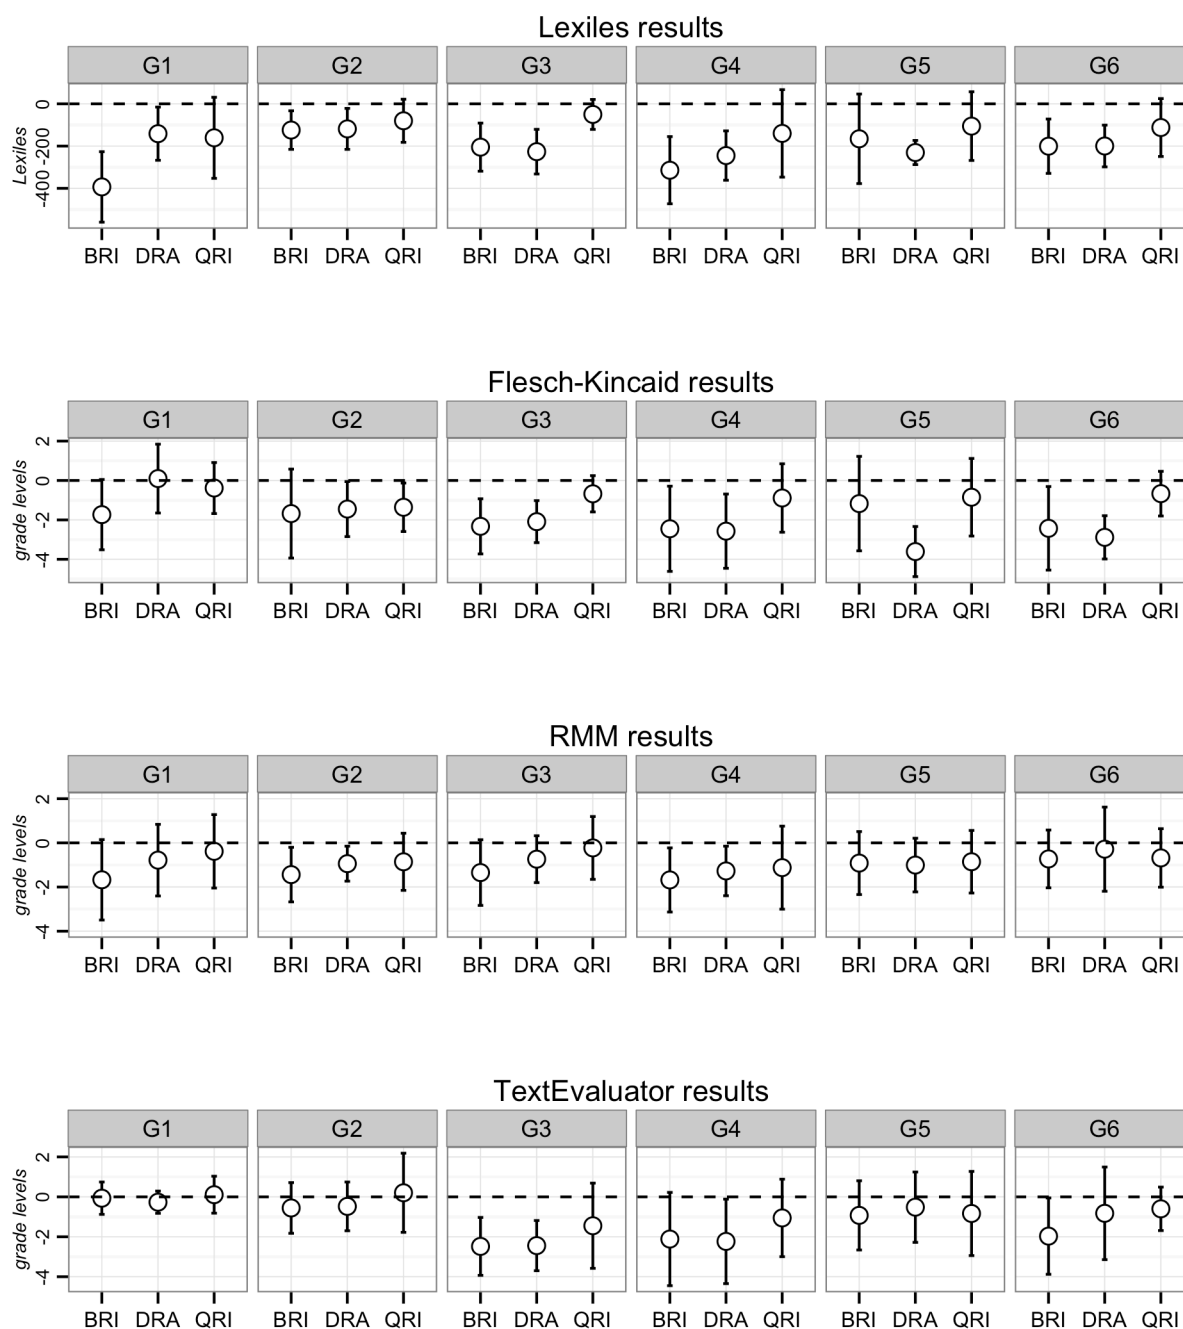 Lexiles results
G1 G2 G3 G4 G5 G6
Lexiles
0
-200
-400
BRI DRA QRI BRI DRA QRI BRI DRA QRI BRI DRA QRI BRI DRA QRI BRI DRA QRI
Flesch-Kincaid results
G1 G2 G3 G4 G5 G6
grade levels
2
0
-2
-4
BRI DRA QRI BRI DRA QRI BRI DRA QRI BRI DRA QRI BRI DRA QRI BRI DRA QRI
RMM results
G1 G2 G3 G4 G5 G6
grade levels
2
0
-2
-4
BRI DRA QRI BRI DRA QRI BRI DRA QRI BRI DRA QRI BRI DRA QRI BRI DRA QRI
TextEvaluator results
G1 G2 G3 G4 G5 G6
grade levels
2
0
-2
-4
BRI DRA QRI BRI DRA QRI BRI DRA QRI BRI DRA QRI BRI DRA QRI BRI DRA QRI